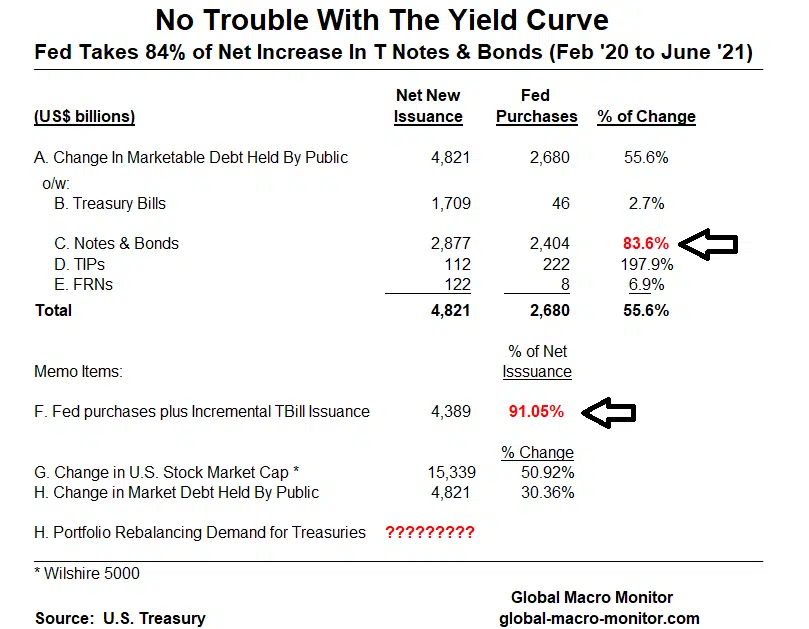 No Trouble With The Yield Curve
Fed Takes 84% of Net Increase In T Notes & Bonds (Feb '20 to June '21)
Net New Fed
(US$ billions) Issuance Purchases % of Change
A. Change In Marketable Debt Held By Public 4,821 2,680 55.6%
o/w:
B. Treasury Bills 1,709 46 2.7%
C. Notes & Bonds 2,877 2,404 83.6%
D. TIPs 112 222 197.9%
E. FRNs 122 8 6.9%
Total 4,821 2,680 55.6%
% of Net
Memo Items: Isssuance
F. Fed purchases plus Incremental TBill Issuance 4,389 91.05%
% Change
G. Change in U.S. Stock Market Cap * 15,339 50.92%
H. Change in Market Debt Held By Public 4,821 30.36%
H. Portfolio Rebalancing Demand for Treasuries ?????????
* Wilshire 5000
Global Macro Monitor
Source: U.S. Treasury global-macro-monitor.com